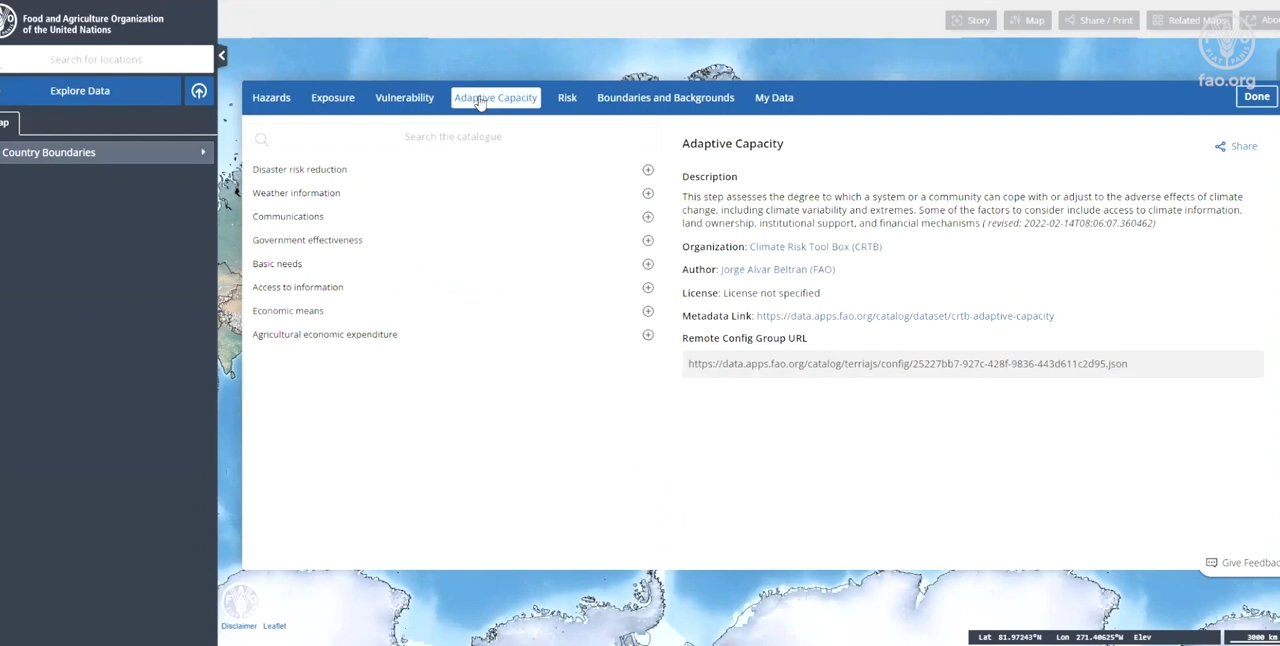 Food and Agriculture Organization
of the United Nations
Search for locations
Explore Data
Country Boundaries
Story
Map
Share / Print
Related Maps
fao.org
Hazards
Exposure
Vulnerability
Adaptive Capacity
Risk
Boundaries and Backgrounds
My Data
Done
Search the catalogue
Disaster risk reduction
Weather information
Communications
Government effectiveness
Basic needs
Access to information
Economic means
Agricultural economic expenditure
Adaptive Capacity
Share
Description
This step assesses the degree to which a system or a community can cope with or adjust to the adverse effects of climate
change, including climate variability and extremes. Some of the factors to consider include access to climate information,
land ownership, institutional support, and financial mechanisms ( revised: 2022-02-14T08:06:07.360462)
Organization: Climate Risk Tool Box (CRTB)
Author: Jorge Alvar Beltran (FAO)
License: License not specified
Metadata Link: https://data.apps.fao.org/catalog/dataset/crtb-adaptive-capacity
Remote Config Group URL
https://data.apps.fao.org/catalog/terriajs/config/25227bb7-927c-428f-9836-443d611c2d95.json
Give Feedbac
Disclaimer Leaflet
Lat 81.97243°N Lon 271.40625°W Elev
3000 km